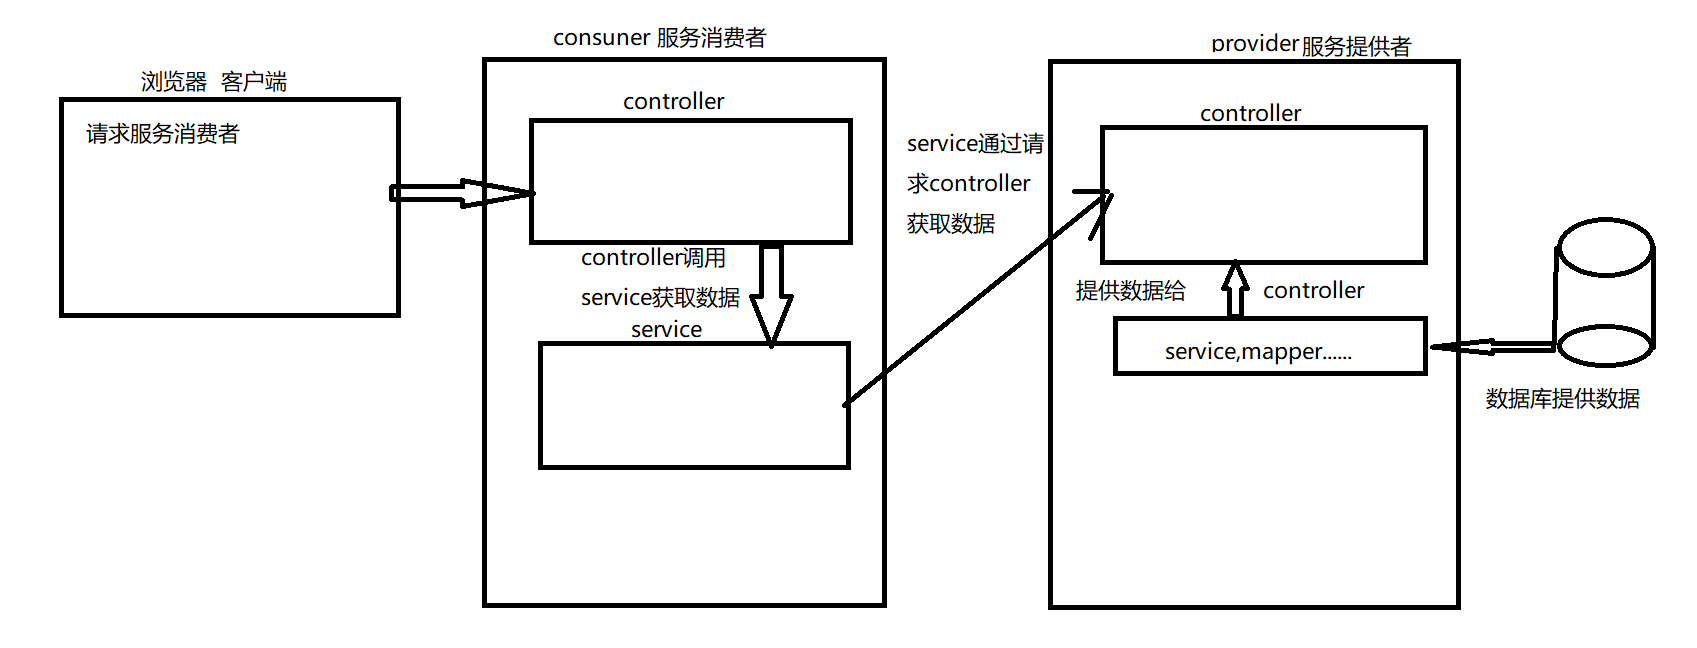 浏览器 客户端
请求服务消费者
consuner 服务消费者
controller
controller调用
service获取数据
service
service通过请
求controller
获取数据
provider服务提供者
controller
提供数据给 controller
service,mapper......
数据库提供数据